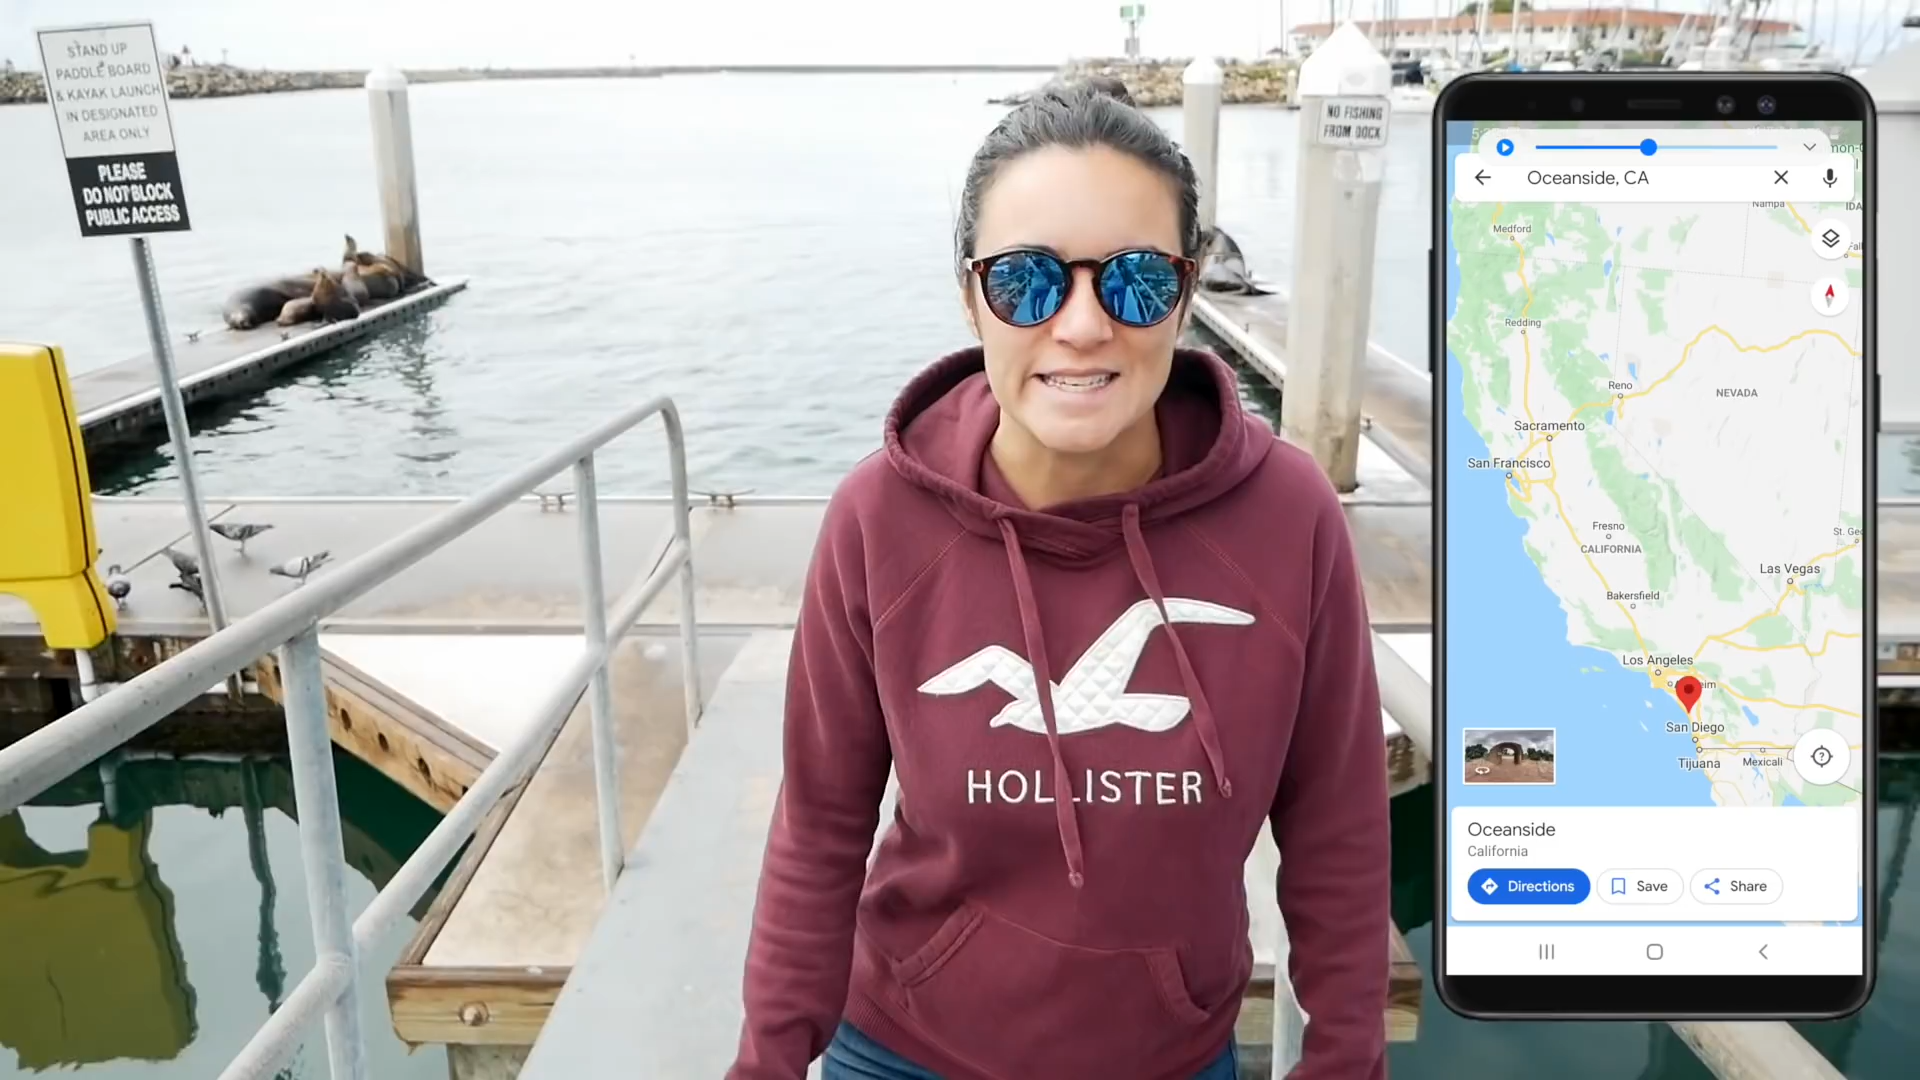 STAND UP
PADDLE BOARD
& KAYAK LAUNCH
IN DESIGNATED
AREA ONLY
PLEASE
DO NOT BLOCK
PUBLIC ACCESS
NO FISHING
FROM DOCK
HOLLISTER
Oceanside, CA
Nampa
Medford
Redding
Reno
NEVADA
Sacramento
San Francisco
Fresno
CALIFORNIA
Las Vegas
Bakersfield
Los Angeles
San Diego
Tijuana
Mexicali
Oceanside
California
Directions
Save
Share